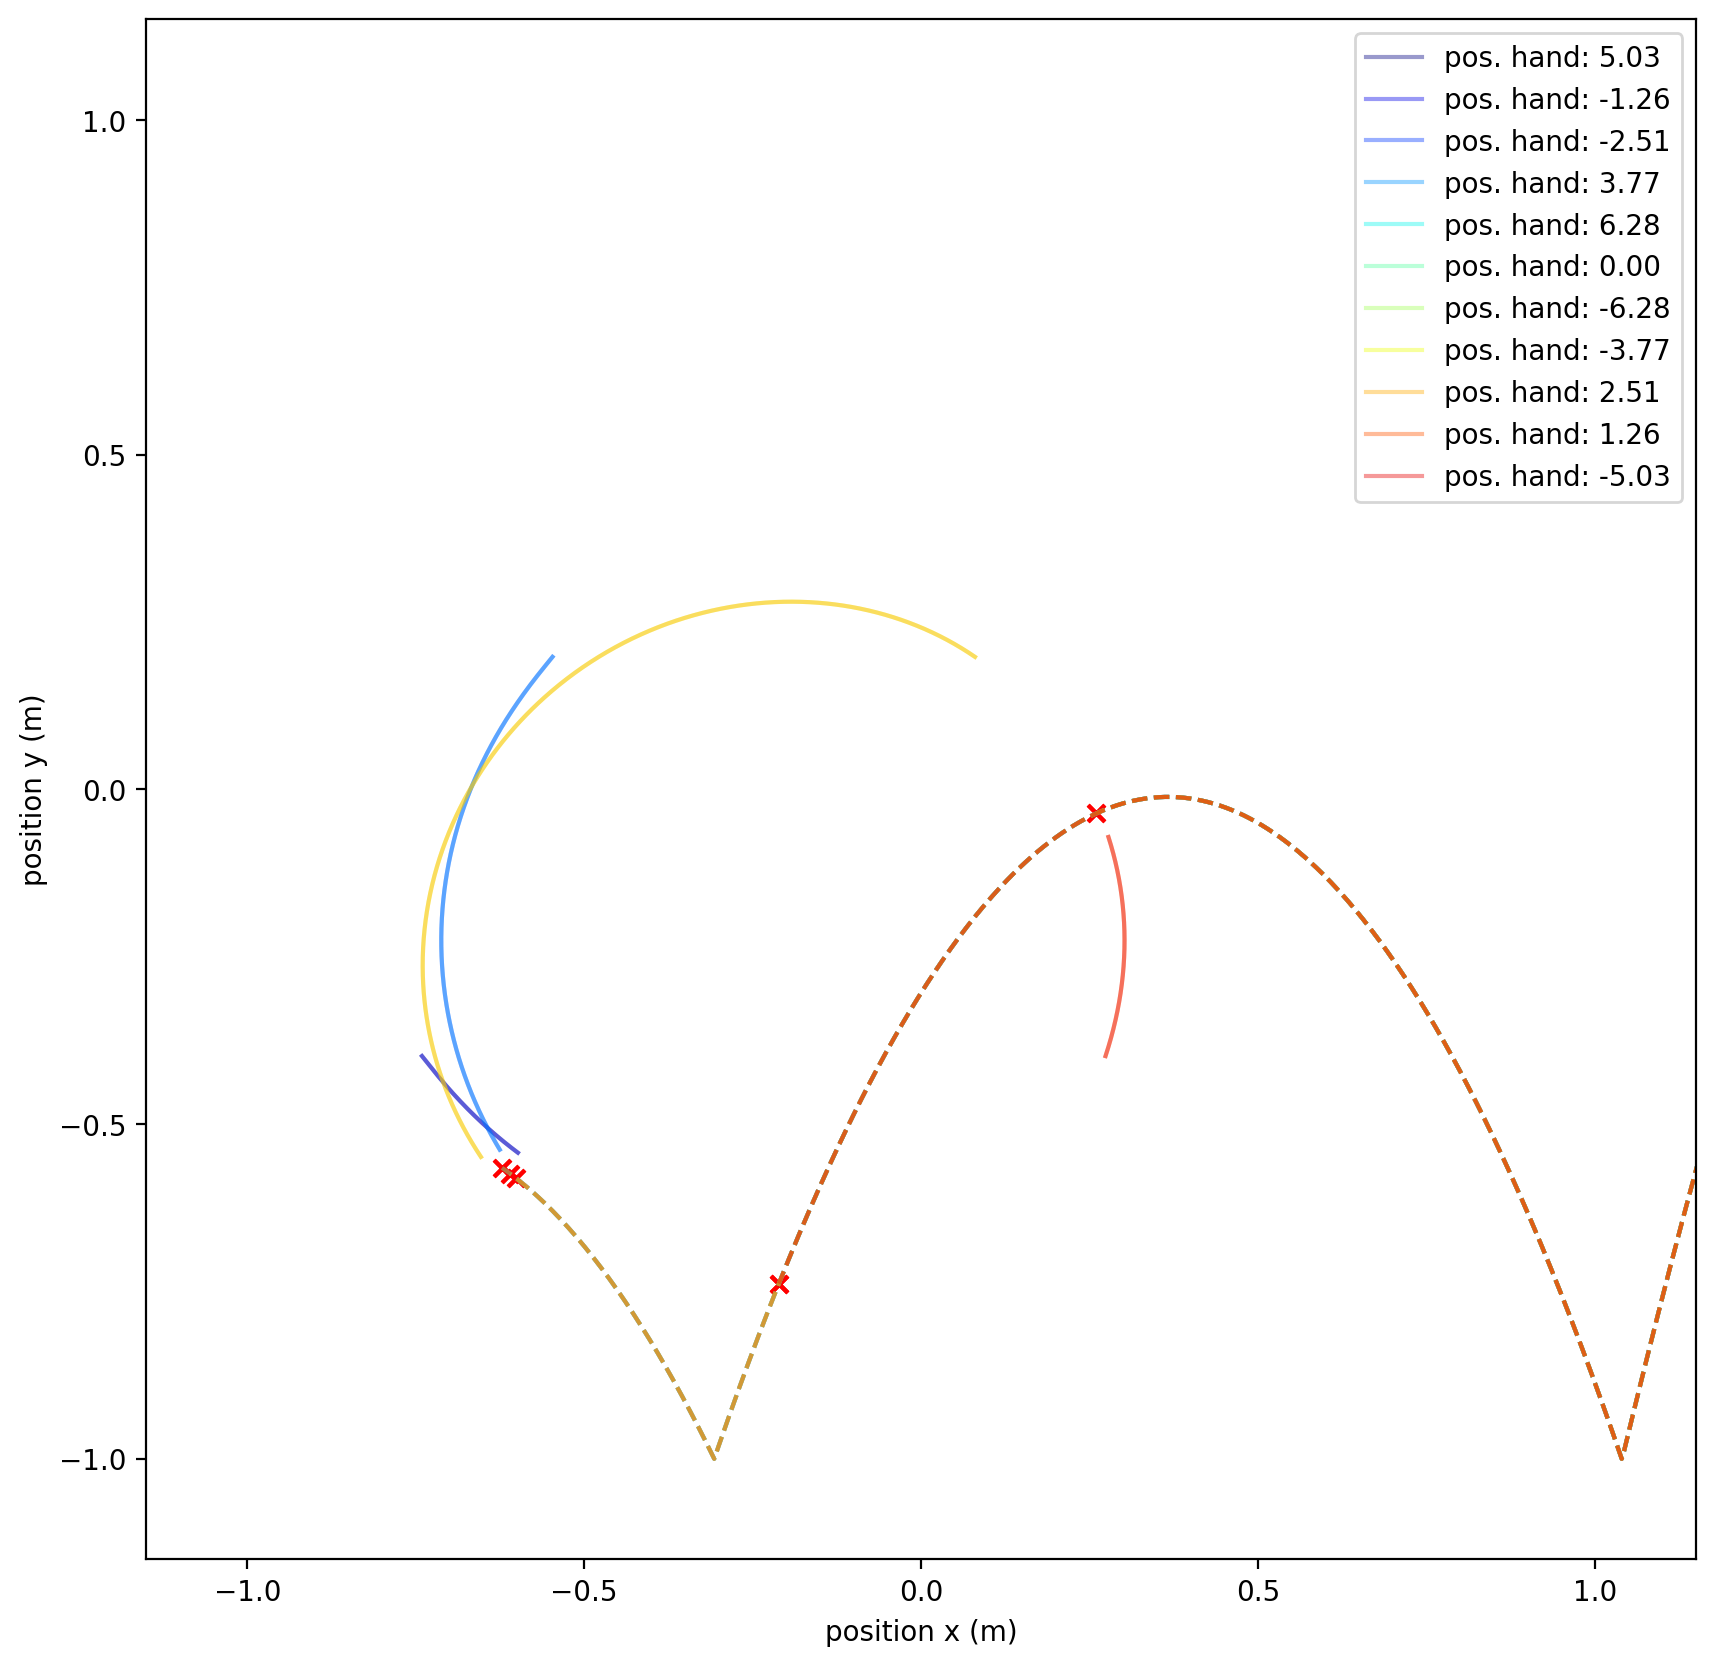 pos. hand: 5.03
pos. hand: -1.26
pos. hand: -2.51
pos. hand: 3.77
pos. hand: 6.28
pos. hand: 0.00
pos. hand: -6.28
pos. hand: -3.77
pos. hand: 2.51
pos. hand: 1.26
pos. hand: -5.03
1.0
0.5
0.0
−0.5
−1.0
position y (m)
−1.0 −0.5 0.0 0.5 1.0
position x (m)